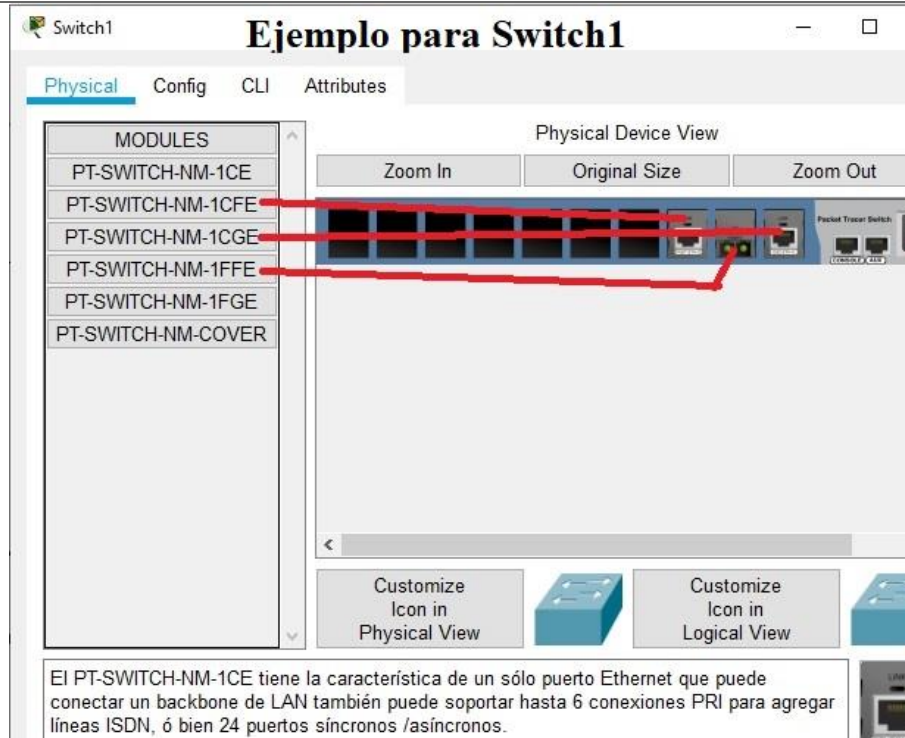 Switch1
Ejemplo para Switch1
Physical Config CLI Attributes
MODULES
PT-SWITCH-NM-1CE
PT-SWITCH-NM-1CFE
PT-SWITCH-NM-1CGE
PT-SWITCH-NM-1FFE
PT-SWITCH-NM-1FGE
PT-SWITCH-NM-COVER
Physical Device View
Zoom In Original Size Zoom Out
Packet Tracer Switch
CONSOLE AUX
Customize
Icon in
Physical View
Customize
Icon in
Logical View
El PT-SWITCH-NM-1CE tiene la característica de un sólo puerto Ethernet que puede
conectar un backbone de LAN también puede soportar hasta 6 conexiones PRI para agregar
líneas ISDN, ó bien 24 puertos síncronos /asíncronos.